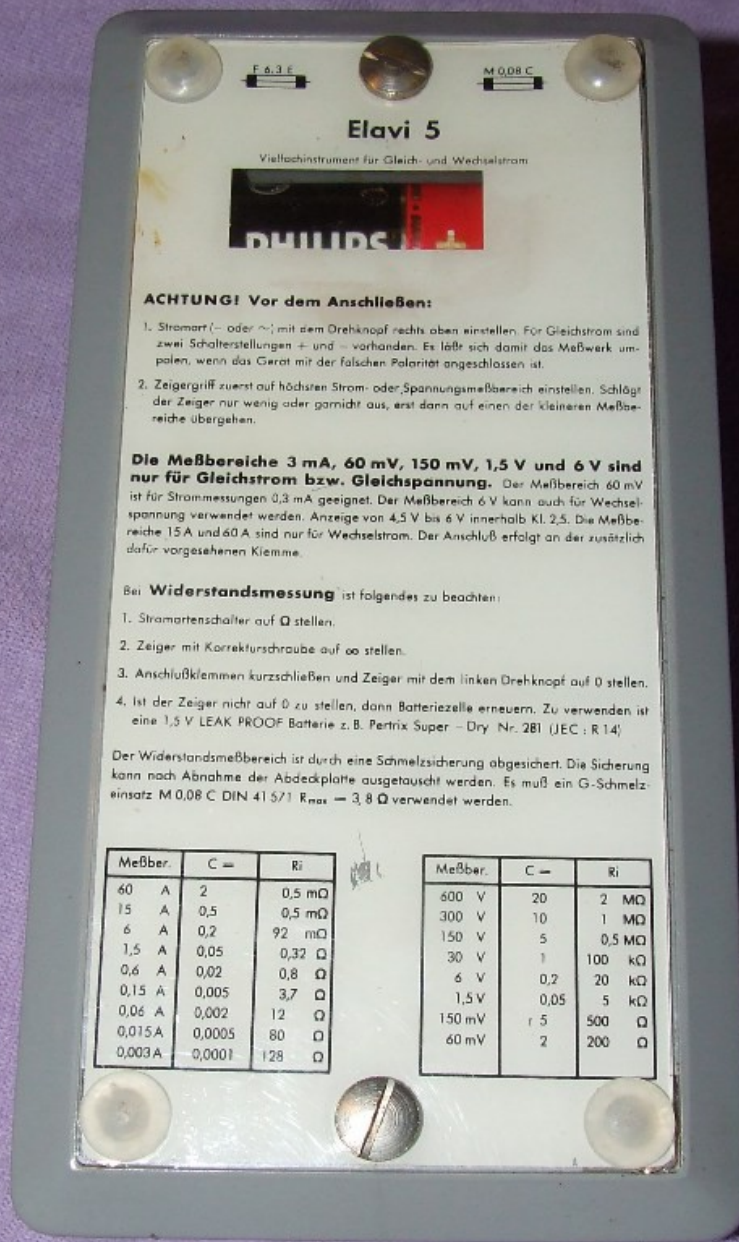 F 6,3 E M 0,08 C
Elavi 5
Vielfachinstrument für Gleich- und Wechselstrom
PHILIPS +
ACHTUNG! Vor dem Anschließen:
1. Stromart (– oder ~) mit dem Drehknopf rechts oben einstellen. Für Gleichstrom sind
zwei Schalterstellungen + und – vorhanden. Es läßt sich damit das Meßwerk um-
polen, wenn das Gerät mit der falschen Polarität angeschlossen ist.
2. Zeigergriff zuerst auf höchsten Strom- oder Spannungsmeßbereich einstellen. Schlägt
der Zeiger nur wenig oder garnicht aus, erst dann auf einen der kleineren Meßbe-
reiche übergehen.
Die Meßbereiche 3 mA, 60 mV, 150 mV, 1,5 V und 6 V sind
nur für Gleichstrom bzw. Gleichspannung. Der Meßbereich 60 mV
ist für Strommessungen 0,3 mA geeignet. Der Meßbereich 6 V kann auch für Wechsel-
spannung verwendet werden. Anzeige von 4,5 V bis 6 V innerhalb Kl. 2,5. Die Meßbe-
reiche 15 A und 60 A sind nur für Wechselstrom. Der Anschluß erfolgt an der zusätzlich
dafür vorgesehenen Klemme.
Bei Widerstandsmessung ist folgendes zu beachten:
1. Stromartenschalter auf Ω stellen.
2. Zeiger mit Korrekturschraube auf ∞ stellen.
3. Anschlußklemmen kurzschließen und Zeiger mit dem linken Drehknopf auf 0 stellen.
4. Ist der Zeiger nicht auf 0 zu stellen, dann Batteriezelle erneuern. Zu verwenden ist
eine 1,5 V LEAK PROOF Batterie z. B. Pertrix Super – Dry Nr. 281 (JEC : R 14)
Der Widerstandsmeßbereich ist durch eine Schmelzsicherung abgesichert. Die Sicherung
kann nach Abnahme der Abdeckplatte ausgetauscht werden. Es muß ein G-Schmelz-
einsatz M 0,08 C DIN 41 571 Rmax = 3,8 Ω verwendet werden.
Meßber. C = Ri
60 A 2 0,5 mΩ
15 A 0,5 0,5 mΩ
6 A 0,2 92 mΩ
1,5 A 0,05 0,32 Ω
0,6 A 0,02 0,8 Ω
0,15 A 0,005 3,7 Ω
0,06 A 0,002 12 Ω
0,015 A 0,0005 80 Ω
0,003 A 0,0001 128 Ω
Meßber. C = Ri
600 V 20 2 MΩ
300 V 10 1 MΩ
150 V 5 0,5 MΩ
30 V 1 100 kΩ
6 V 0,2 20 kΩ
1,5 V 0,05 5 kΩ
150 mV 5 500 Ω
60 mV 2 200 Ω